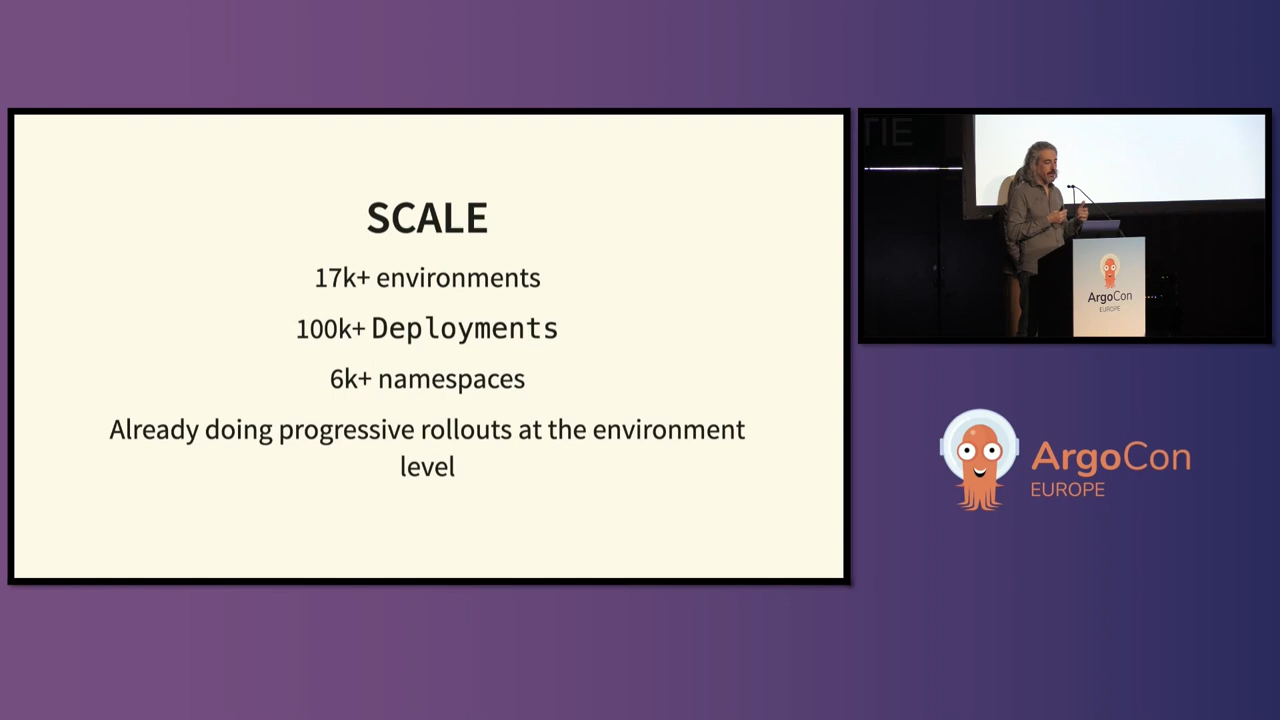 SCALE
17k+ environments
100k+ Deployments
6k+ namespaces
Already doing progressive rollouts at the environment
level
TIE
ArgoCon
EUROPE
ArgoCon
EUROPE